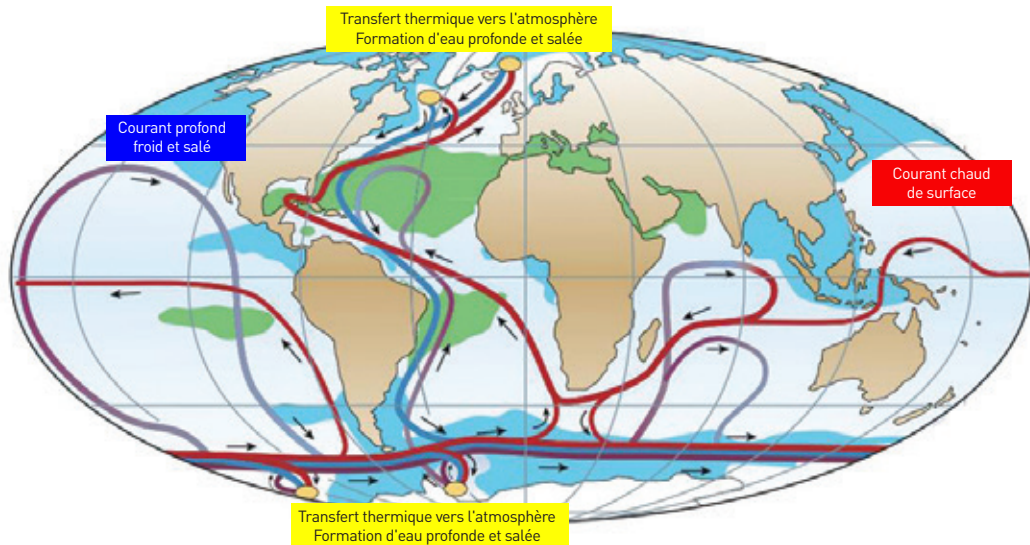 Transfert thermique vers l'atmosphère
Formation d'eau profonde et salée
Courant profond
froid et salé
Courant chaud
de surface
Transfert thermique vers l'atmosphère
Formation d'eau profonde et salée